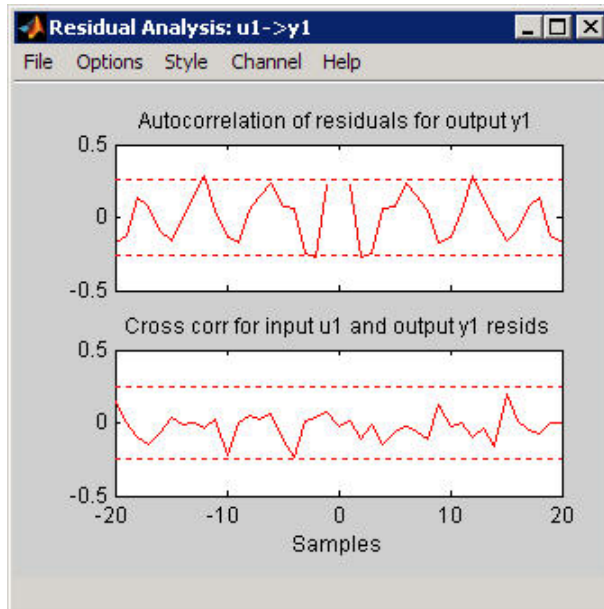 Residual Analysis: u1->y1
File Options Style Channel Help
Autocorrelation of residuals for output y1
0.5
0
-0.5
Cross corr for input u1 and output y1 resids
0.5
0
-0.5
-20 -10 0 10 20
Samples